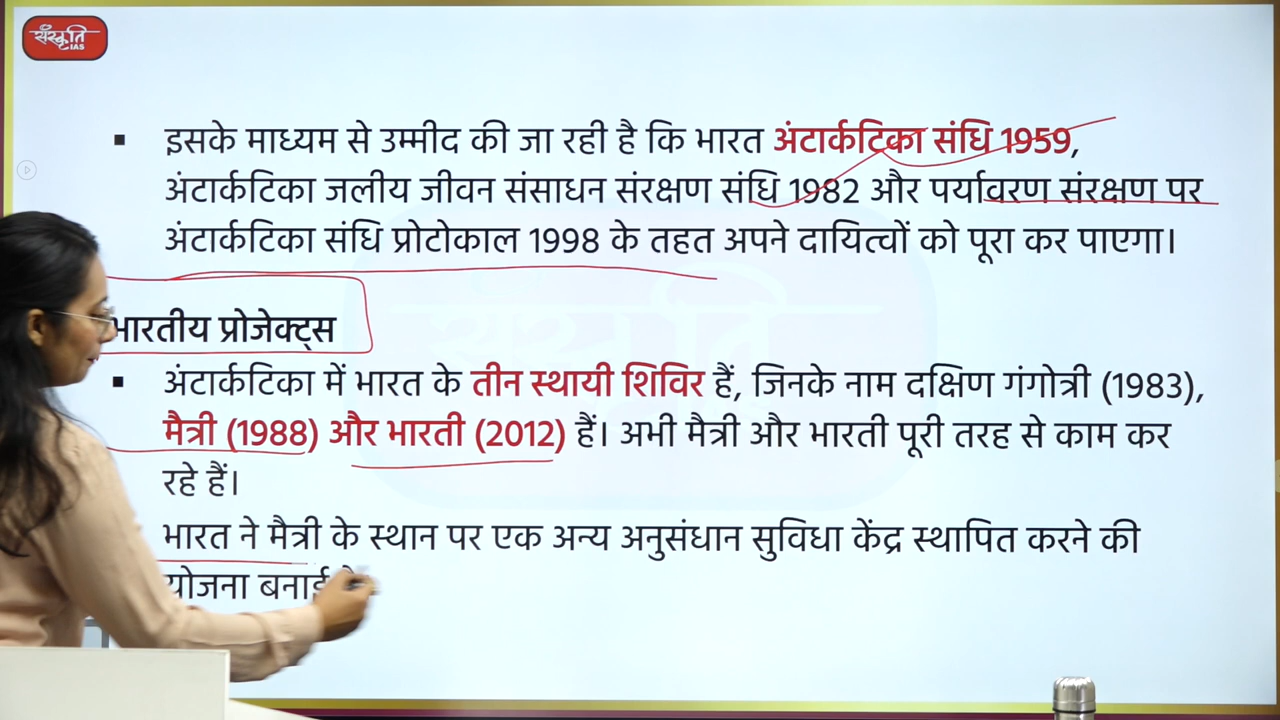 संस्कृति
IAS
▪ इसके माध्यम से उम्मीद की जा रही है कि भारत अंटार्कटिका संधि 1959,
अंटार्कटिका जलीय जीवन संसाधन संरक्षण संधि 1982 और पर्यावरण संरक्षण पर
अंटार्कटिका संधि प्रोटोकाल 1998 के तहत अपने दायित्वों को पूरा कर पाएगा।
भारतीय प्रोजेक्ट्स
▪ अंटार्कटिका में भारत के तीन स्थायी शिविर हैं, जिनके नाम दक्षिण गंगोत्री (1983),
मैत्री (1988) और भारती (2012) हैं। अभी मैत्री और भारती पूरी तरह से काम कर
रहे हैं।
भारत ने मैत्री के स्थान पर एक अन्य अनुसंधान सुविधा केंद्र स्थापित करने की
योजना बनाई